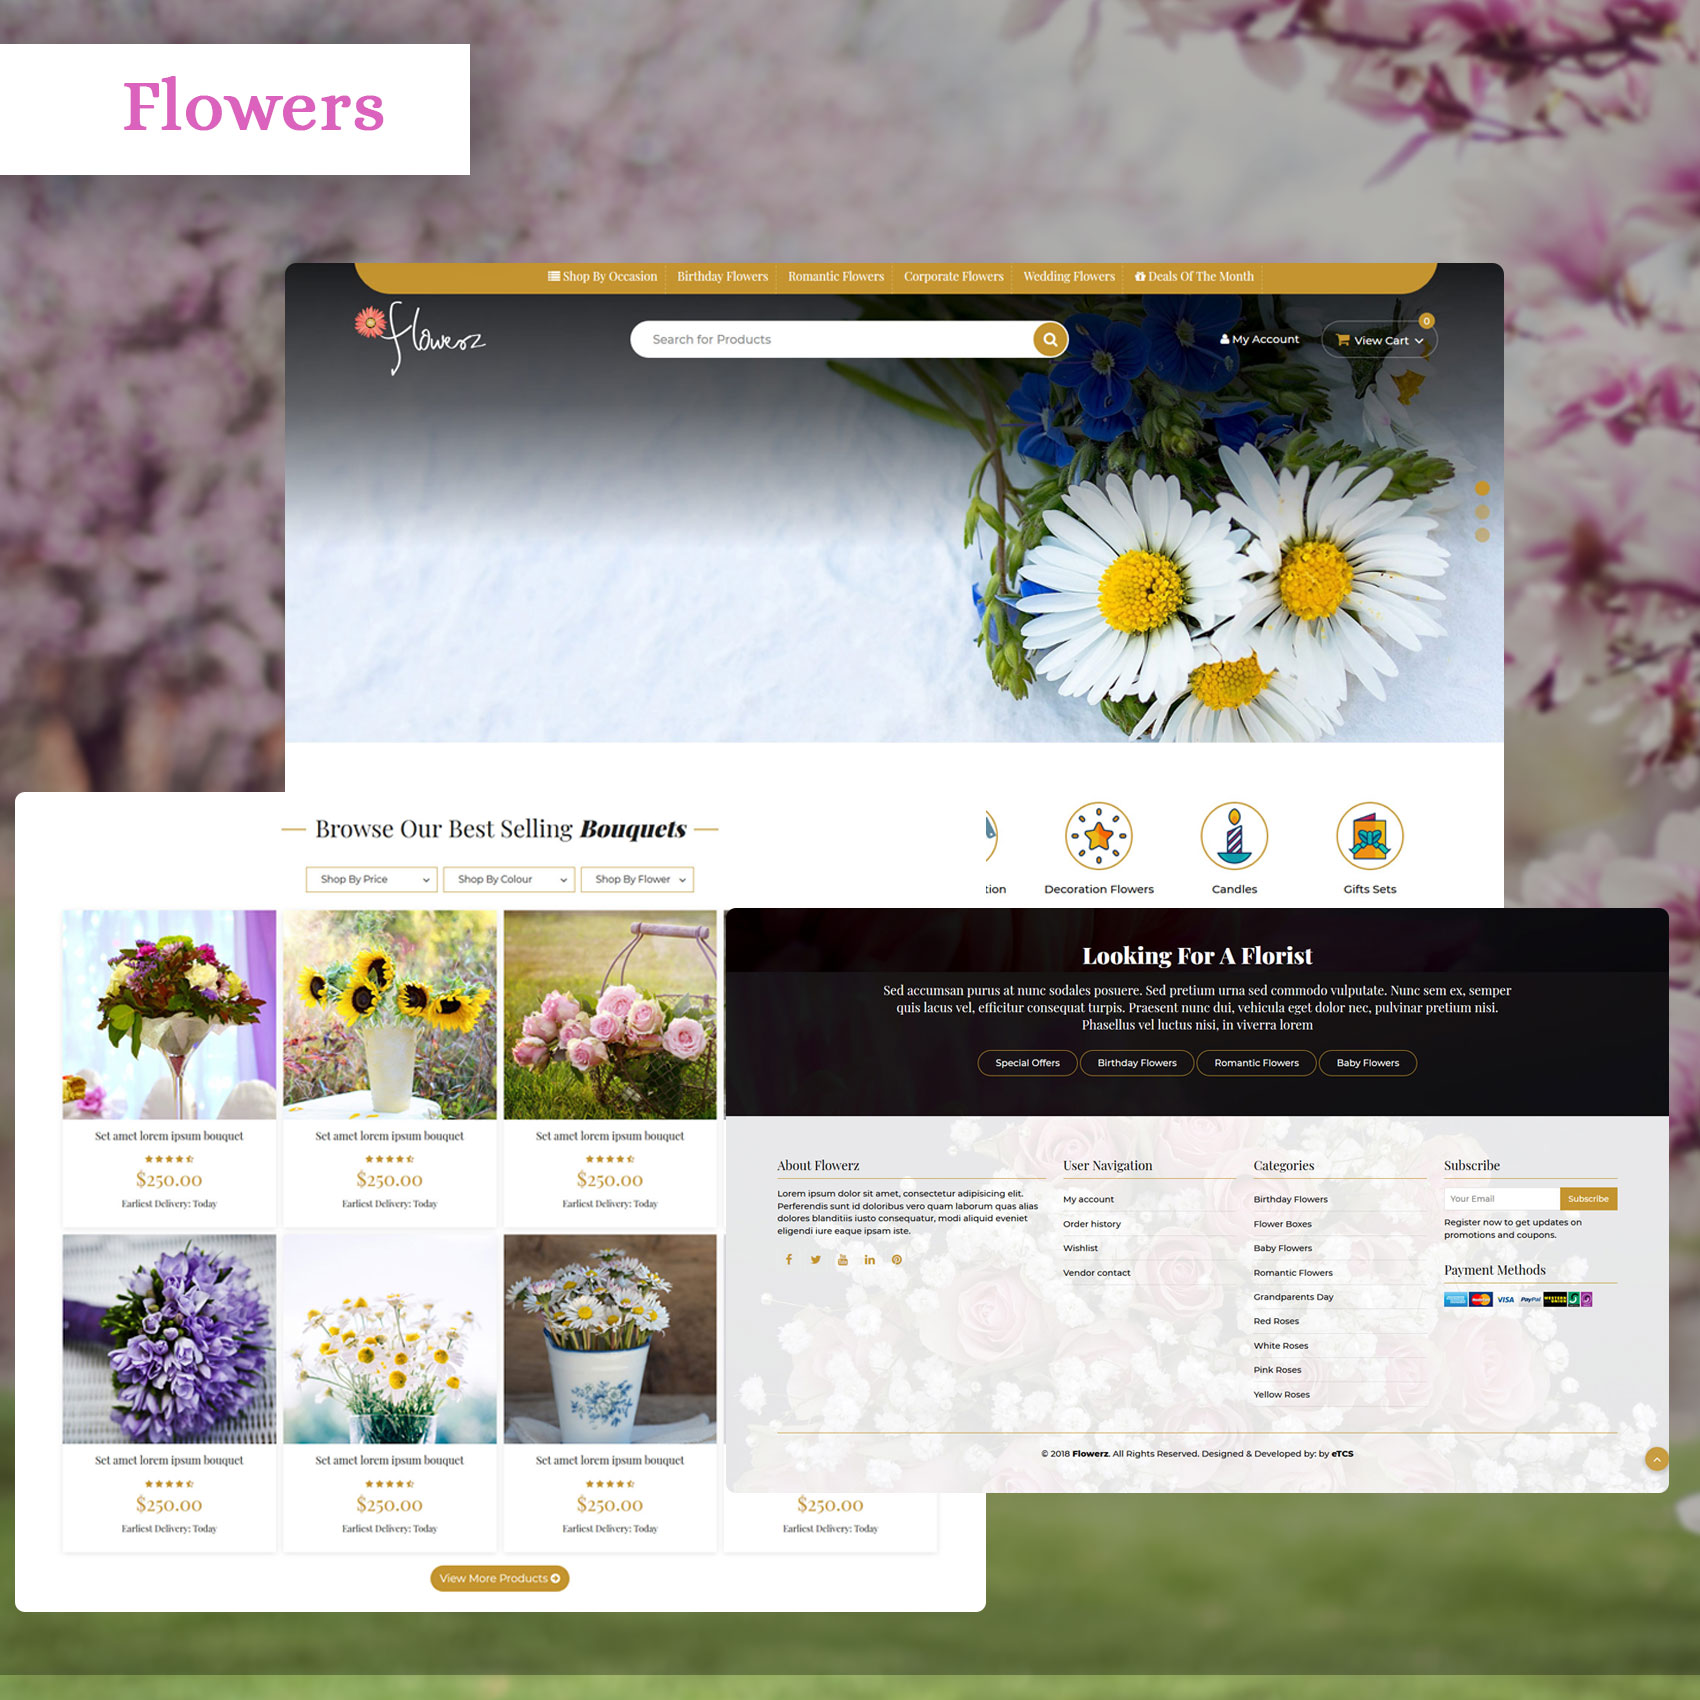 Flowers
Shop By Occasion
Birthday Flowers
Romantic Flowers
Corporate Flowers
Wedding Flowers
Deals Of The Month
flowerz
Search for Products
My Account
View Cart
0
tion
Decoration Flowers
Candles
Gifts Sets
Browse Our Best Selling Bouquets
Shop By Price
Shop By Colour
Shop By Flower
Set amet lorem ipsum bouquet
$250.00
Earliest Delivery: Today
Set amet lorem ipsum bouquet
$250.00
Earliest Delivery: Today
Set amet lorem ipsum bouquet
$250.00
Earliest Delivery: Today
Set amet lorem ipsum bouquet
$250.00
Earliest Delivery: Today
Set amet lorem ipsum bouquet
$250.00
Earliest Delivery: Today
Set amet lorem ipsum bouquet
$250.00
Earliest Delivery: Today
$250.00
Earliest Delivery: Today
View More Products
Looking For A Florist
Sed accumsan purus at nunc sodales posuere. Sed pretium urna sed commodo vulputate. Nunc sem ex, semper
quis lacus vel, efficitur consequat turpis. Praesent nunc dui, vehicula eget dolor nec, pulvinar pretium nisi.
Phasellus vel luctus nisi, in viverra lorem
Special Offers
Birthday Flowers
Romantic Flowers
Baby Flowers
About Flowerz
Lorem ipsum dolor sit amet, consectetur adipisicing elit.
Perferendis sunt id doloribus vero quam laborum quas alias
dolores blanditiis iusto consequatur, modi aliquid eveniet
eligendi iure eaque ipsam iste.
User Navigation
My account
Order history
Wishlist
Vendor contact
Categories
Birthday Flowers
Flower Boxes
Baby Flowers
Romantic Flowers
Grandparents Day
Red Roses
White Roses
Pink Roses
Yellow Roses
Subscribe
Your Email
Subscribe
Register now to get updates on
promotions and coupons.
Payment Methods
VISA
PayPal
WESTERN UNION
© 2018 Flowerz. All Rights Reserved. Designed & Developed by: by eTCS